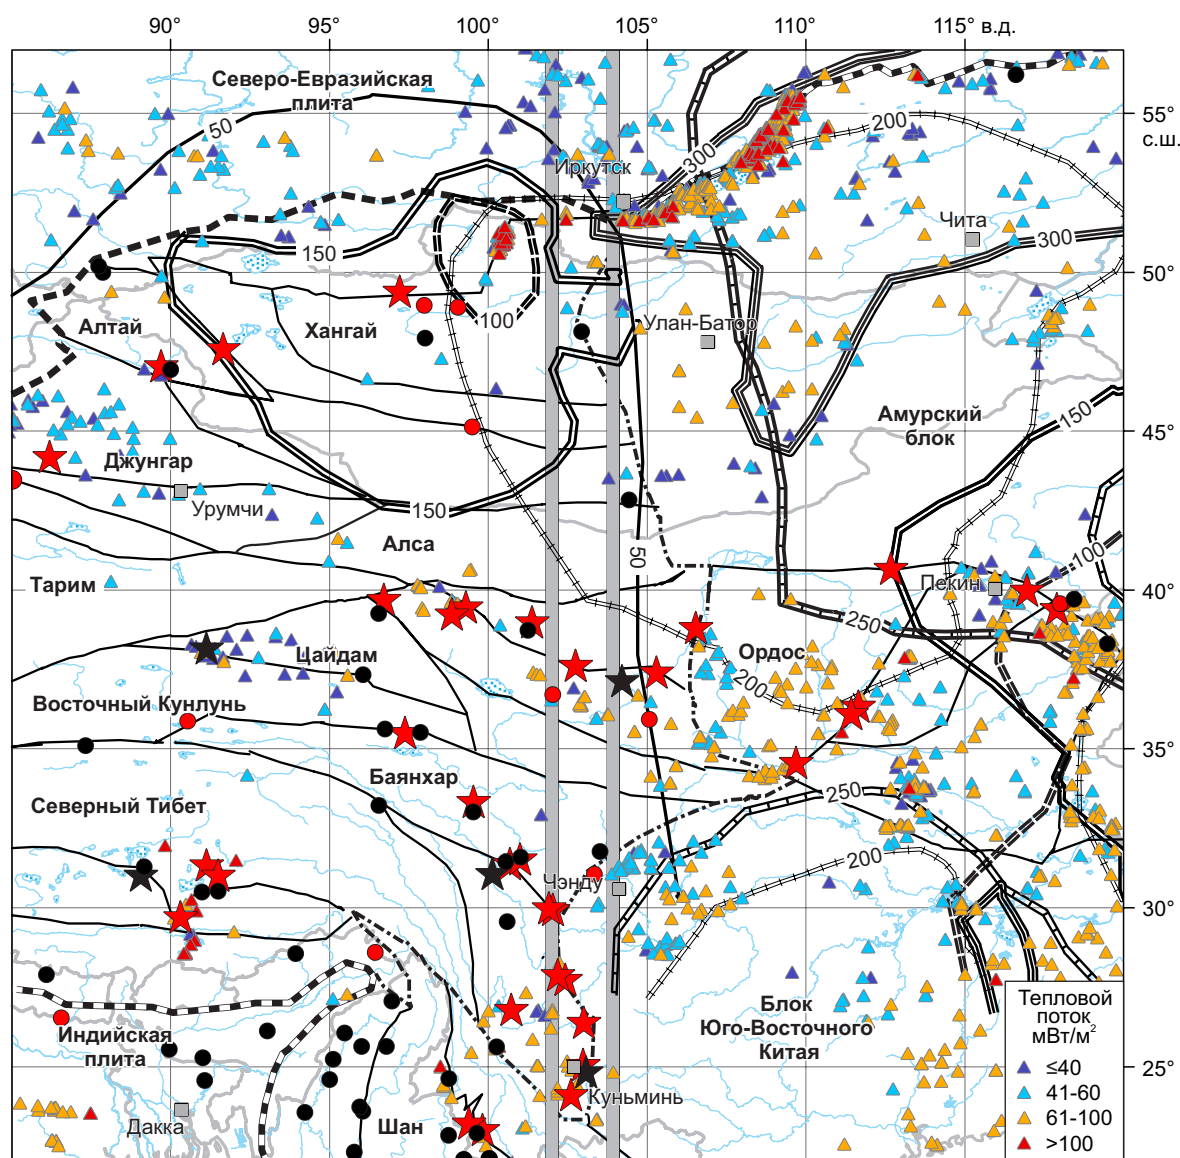 90° 95° 100° 105° 110° 115° в.д.
Северо-Евразийская
плита
50
55°
с.ш.
200
300
Иркутск
Чита
300
150
50°
100
Алтай
Хангай
Улан-Батор
Амурский
блок
150
45°
Джунгар
Урумчи
150
Алса
50
100
Тарим
Пекин
40°
250
Цайдам
Ордос
200
Восточный Кунлунь
35°
Баянхар
Северный Тибет
250
200
Чэнду
30°
Блок
Юго-Восточного
Китая
Индийская
плита
25°
Куньминь
Дакка
Шан
Тепловой
поток
мВт/м²
≤40
41-60
61-100
>100